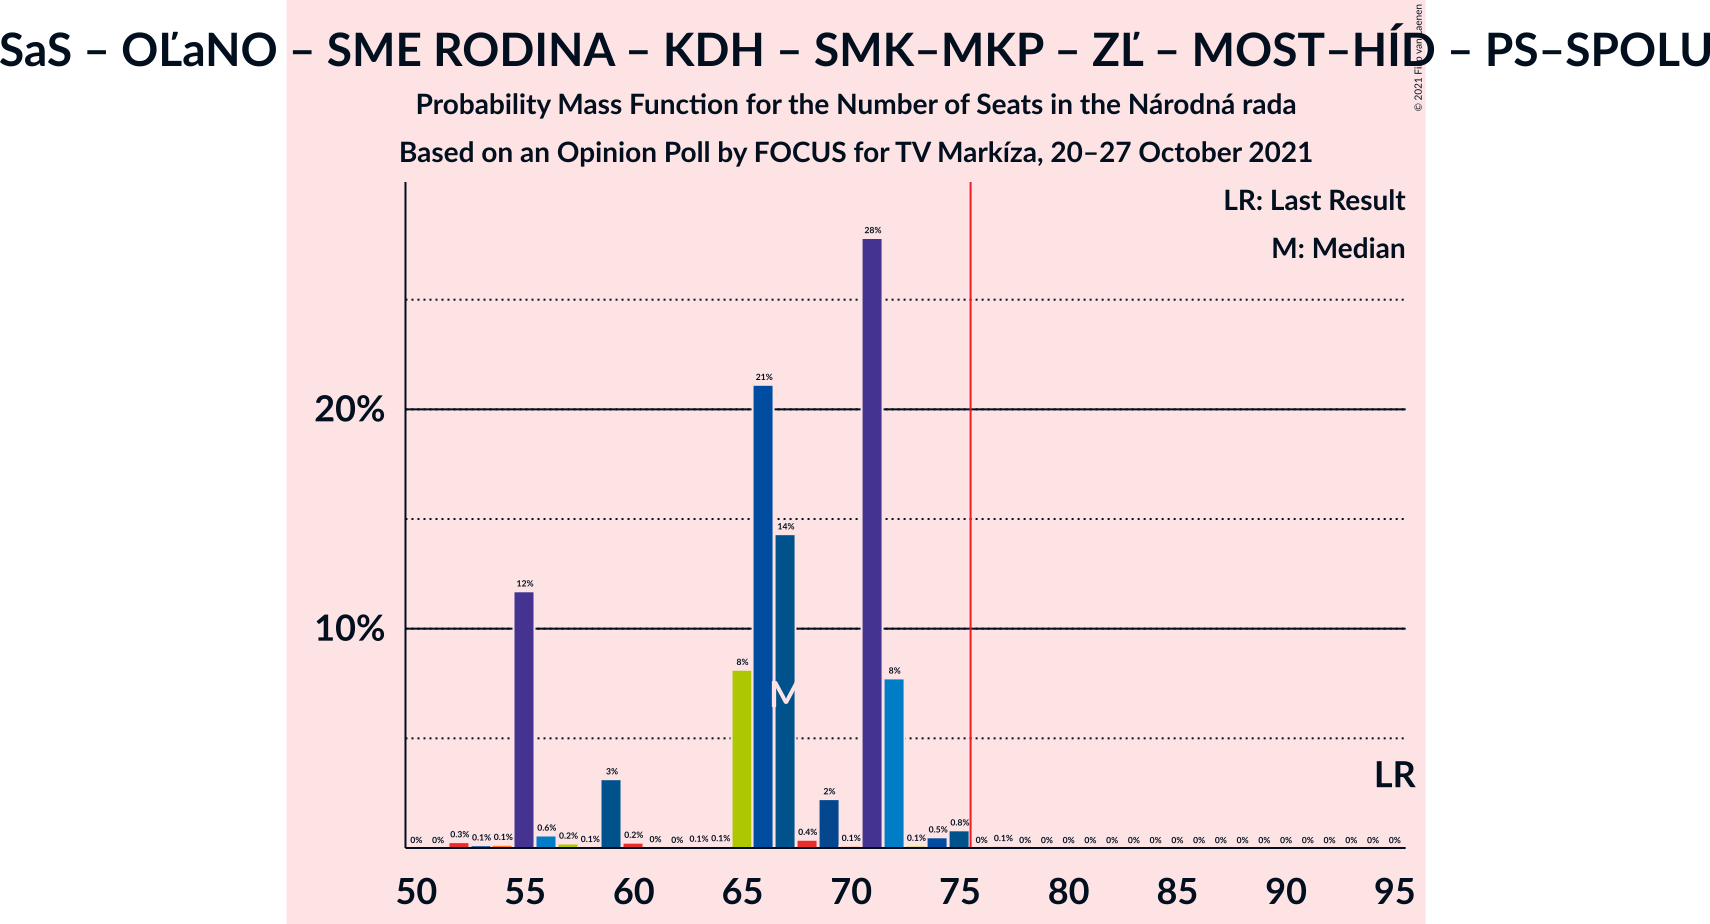 SaS – OĽaNO – SME RODINA – KDH – SMK–MKP – ZĽ – MOST–HÍD – PS–SPOLU
© 2021 Filip van Laenen
Probability Mass Function for the Number of Seats in the Národná rada
Based on an Opinion Poll by FOCUS for TV Markíza, 20–27 October 2021
LR: Last Result
M: Median
28%
21%
20%
14%
12%
10%
8%
8%
M
3%
2%
LR
0% 0% 0.3% 0.1% 0.1% 0.6% 0.2% 0.1% 0.2% 0% 0% 0.1% 0.1% 0.4% 0.1% 0.1% 0.5% 0.8% 0% 0.1% 0% 0% 0% 0% 0% 0% 0% 0% 0% 0% 0% 0% 0% 0% 0% 0% 0% 0%
50 55 60 65 70 75 80 85 90 95